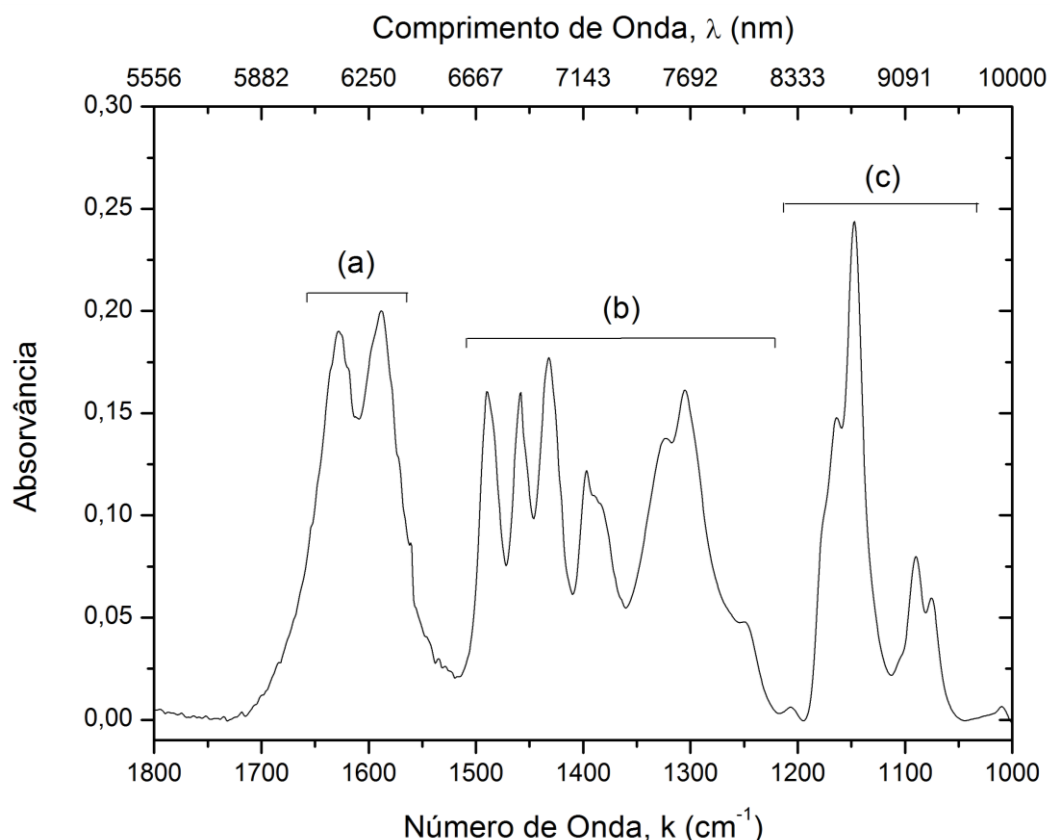 Comprimento de Onda, λ (nm)
5556 5882 6250 6667 7143 7692 8333 9091 10000
0,30
(c)
0,25
(a)
(b)
0,20
0,15
0,10
0,05
0,00
Absorvância
1800 1700 1600 1500 1400 1300 1200 1100 1000
Número de Onda, k (cm⁻¹)